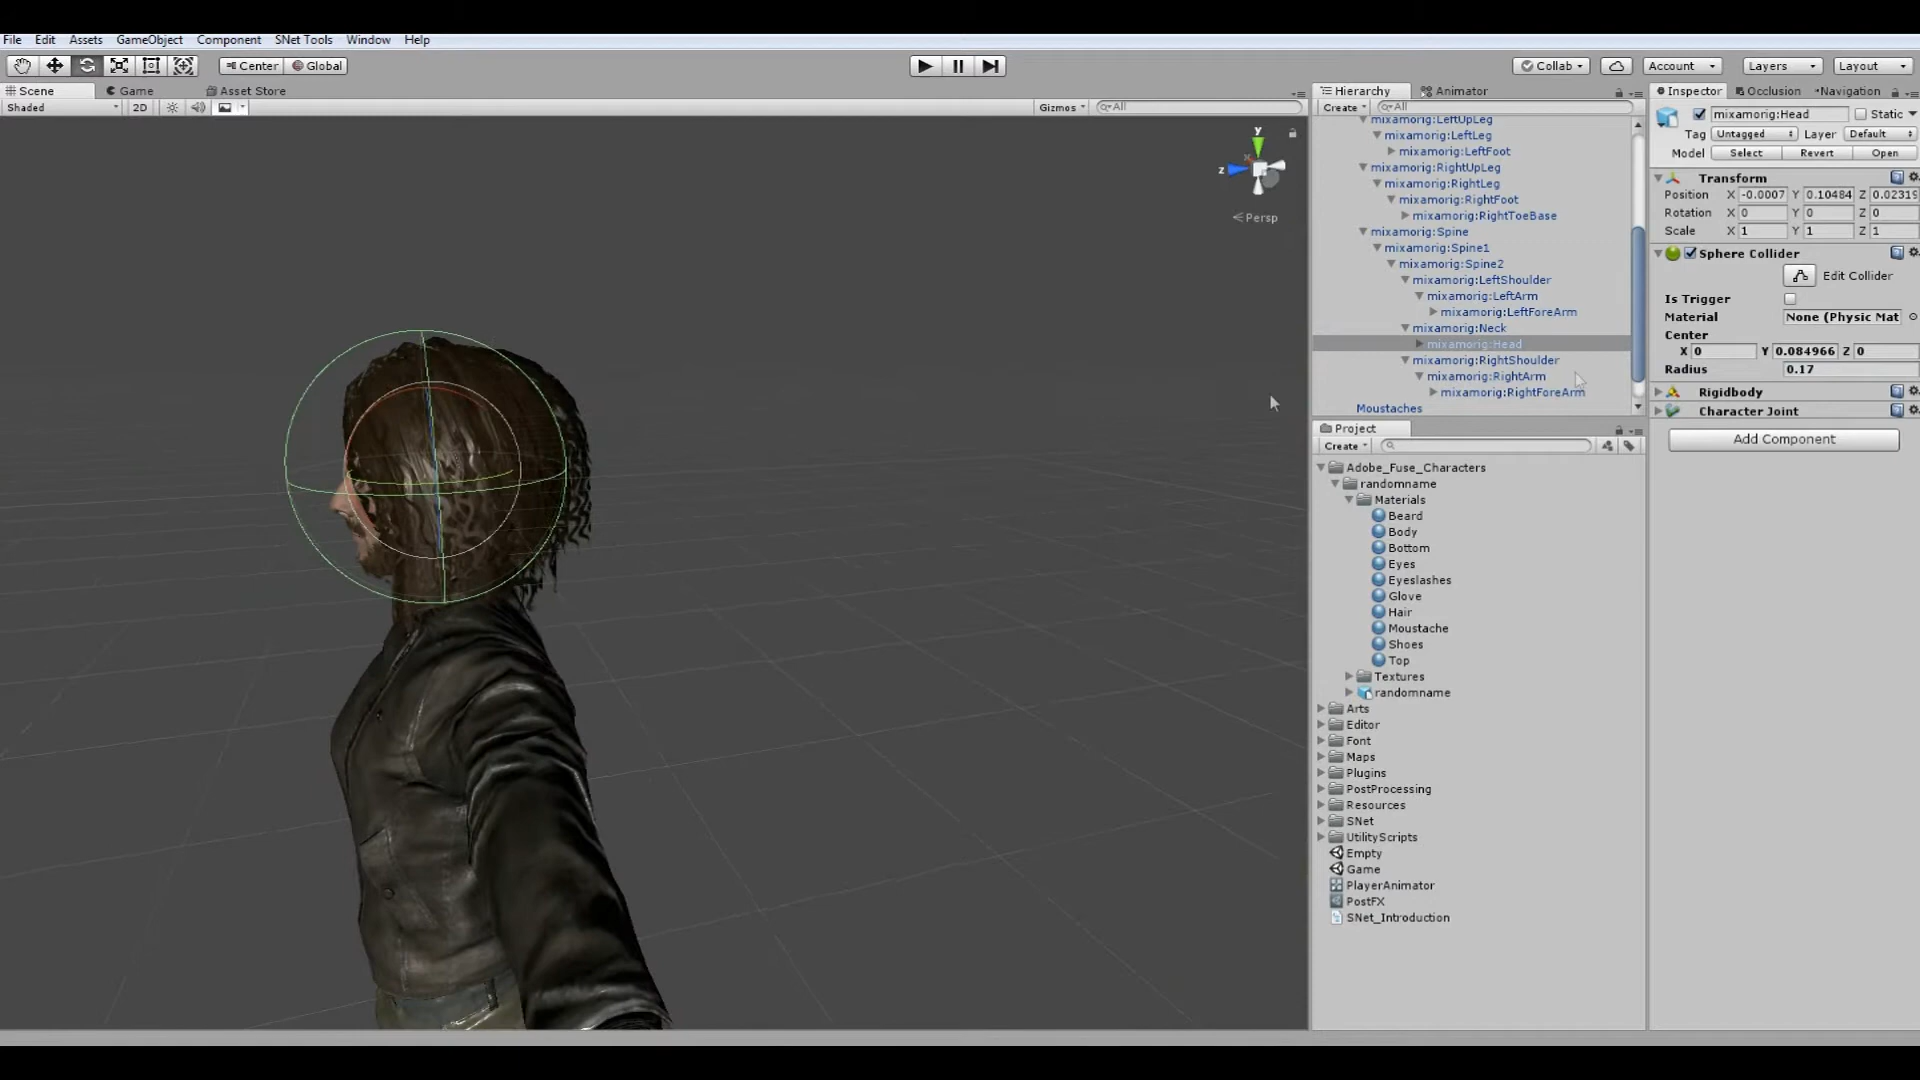 File Edit Assets GameObject Component SNet Tools Window Help
Center Global Collab Account Layers Layout
Scene Game Asset Store
Shaded 2D Gizmos All
y
z
Persp
Hierarchy Animator
Create All
mixamorig:LeftUpLeg
mixamorig:LeftLeg
mixamorig:LeftFoot
mixamorig:RightUpLeg
mixamorig:RightLeg
mixamorig:RightFoot
mixamorig:RightToeBase
mixamorig:Spine
mixamorig:Spine1
mixamorig:Spine2
mixamorig:LeftShoulder
mixamorig:LeftArm
mixamorig:LeftForeArm
mixamorig:Neck
mixamorig:Head
mixamorig:RightShoulder
mixamorig:RightArm
mixamorig:RightForeArm
Moustaches
Project
Create
Adobe_Fuse_Characters
randomname
Materials
Beard
Body
Bottom
Eyes
Eyeslashes
Glove
Hair
Moustache
Shoes
Top
Textures
randomname
Arts
Editor
Font
Maps
Plugins
PostProcessing
Resources
SNet
UtilityScripts
Empty
Game
PlayerAnimator
PostFX
SNet_Introduction
Inspector Occlusion Navigation
mixamorig:Head Static
Tag Untagged Layer Default
Model Select Revert Open
Transform
Position X -0.0007 Y 0.10484 Z 0.02319
Rotation X 0 Y 0 Z 0
Scale X 1 Y 1 Z 1
Sphere Collider
Edit Collider
Is Trigger
Material None (Physic Mat
Center
X 0 Y 0.084966 Z 0
Radius 0.17
Rigidbody
Character Joint
Add Component